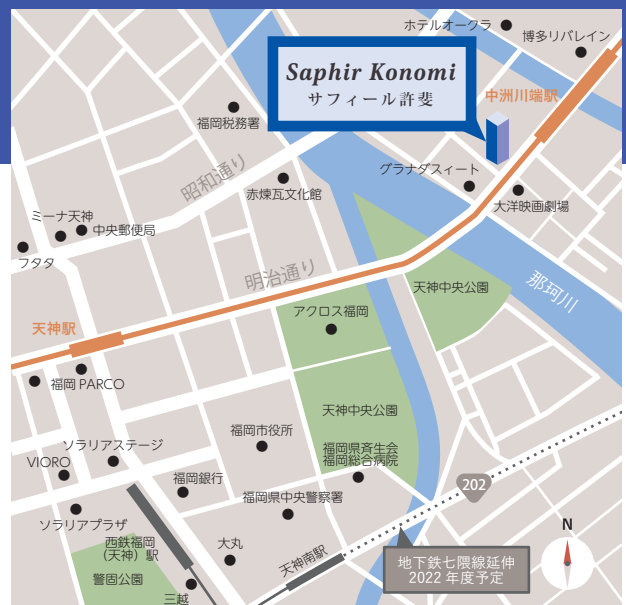 ホテルオークラ
博多リバレイン
Saphir Konomi
サフィール許斐
中洲川端駅
福岡税務署
昭和通り
グラナダスィート
赤煉瓦文化館
大洋映画劇場
ミーナ天神
中央郵便局
フタタ
明治通り
那珂川
天神中央公園
アクロス福岡
天神駅
福岡 PARCO
天神中央公園
福岡市役所
ソラリアステージ
福岡県済生会
福岡総合病院
VIORO
福岡銀行
202
福岡県中央警察署
ソラリアプラザ
西鉄福岡
(天神)駅
大丸
天神南駅
地下鉄七隈線延伸
2022 年度予定
N
警固公園
三越